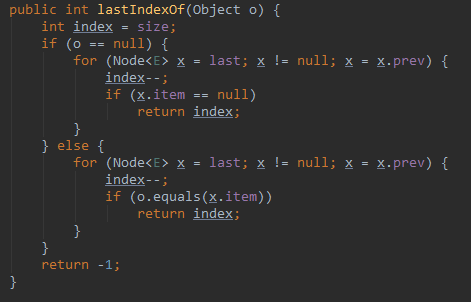 public int lastIndexOf(Object o) {
    int index = size;
    if (o == null) {
        for (Node<E> x = last; x != null; x = x.prev) {
            index--;
            if (x.item == null)
                return index;
        }
    } else {
        for (Node<E> x = last; x != null; x = x.prev) {
            index--;
            if (o.equals(x.item))
                return index;
        }
    }
    return -1;
}